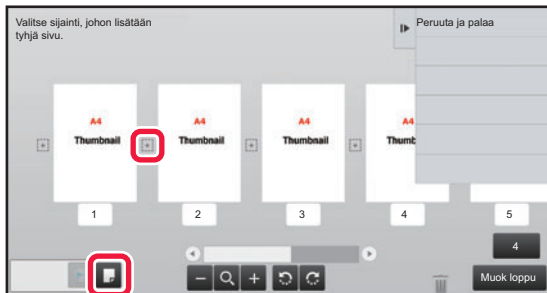 Valitse sijainti, johon lisätään
tyhjä sivu.
Peruuta ja palaa
A4
Thumbnail
A4
Thumbnail
A4
Thumbnail
A4
Thumb
1
2
3
4
5
4
Muok loppu